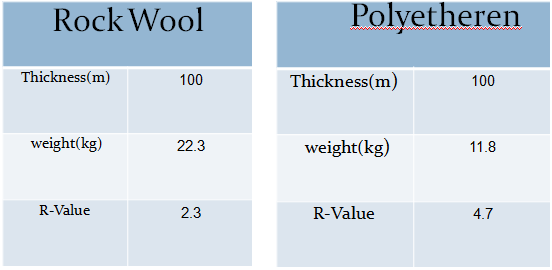 Rock Wool
Thickness(m) 100
weight(kg) 22.3
R-Value 2.3
Polyetheren
Thickness(m) 100
weight(kg) 11.8
R-Value 4.7